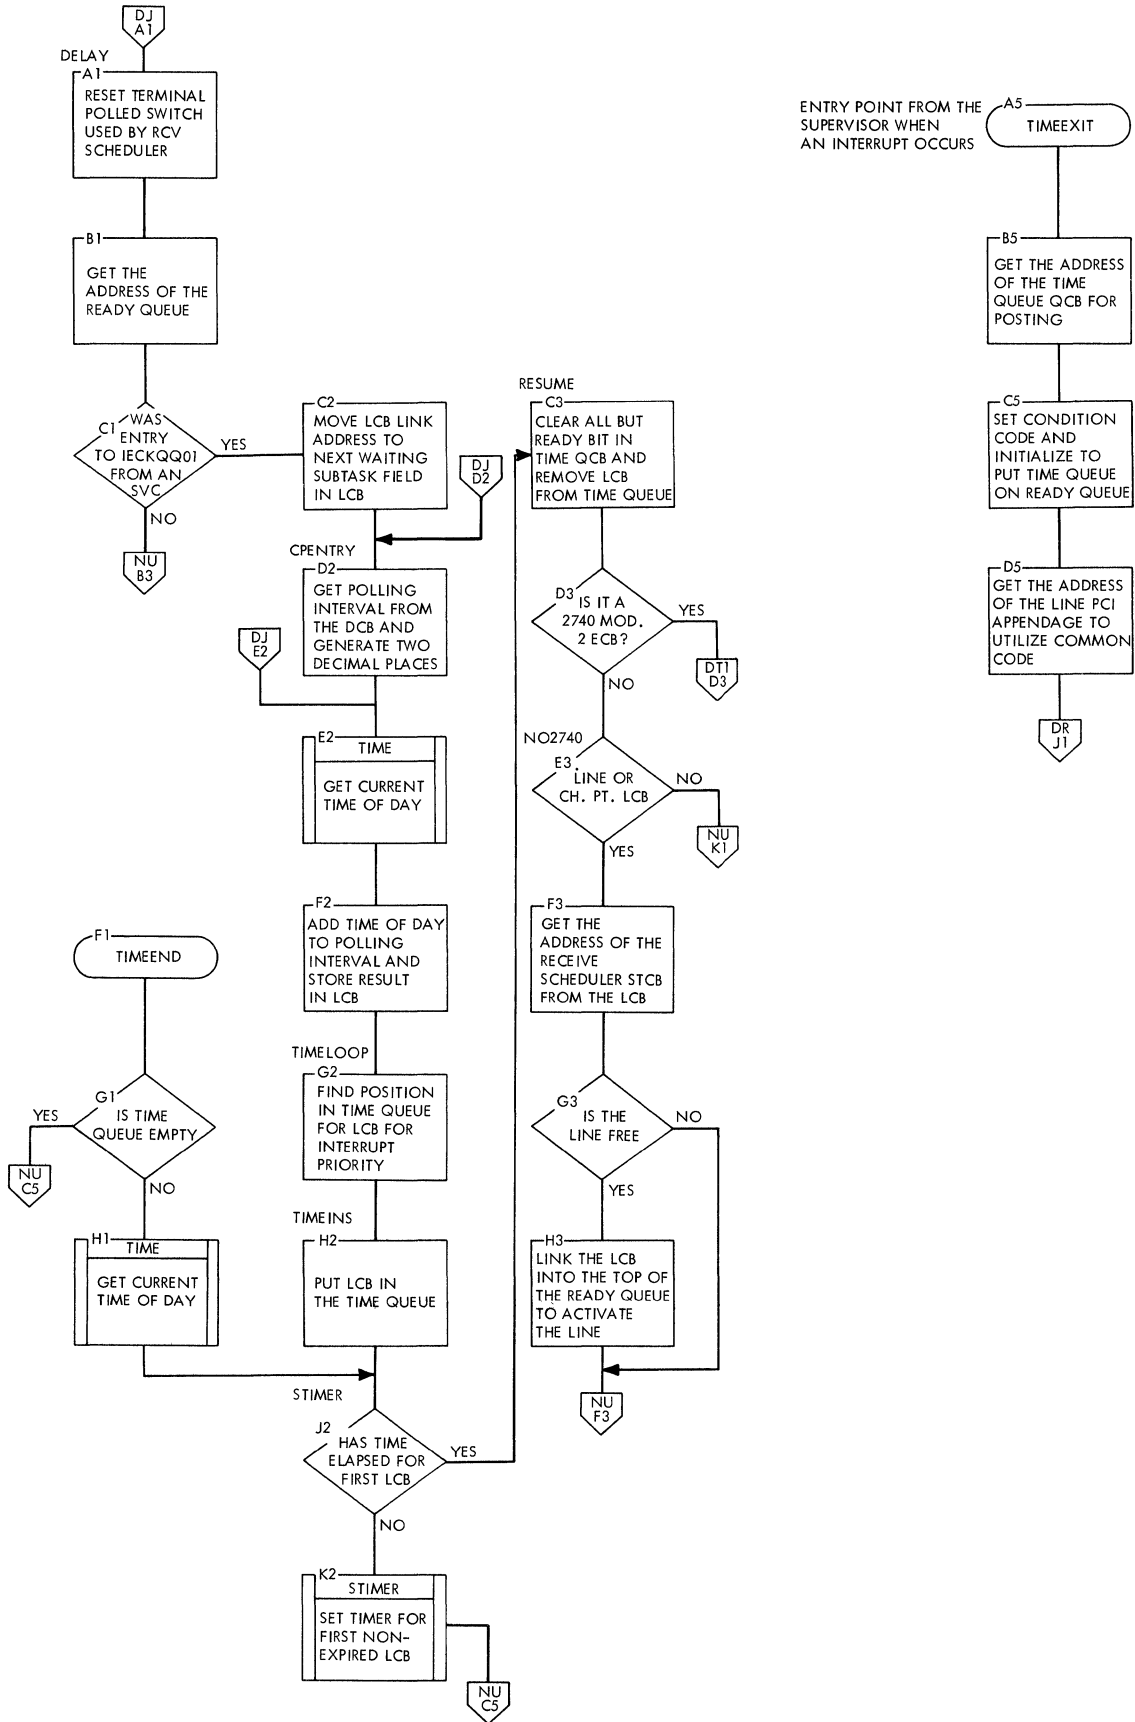 DJ
A1
DELAY
A1
RESET TERMINAL
POLLED SWITCH
USED BY RCV
SCHEDULER
B1
GET THE
ADDRESS OF THE
READY QUEUE
C1
WAS
ENTRY
TO IECKQQ01
FROM AN
SVC
YES
NO
NU
B3
F1
TIMEEND
G1
IS TIME
QUEUE EMPTY
YES
NU
C5
NO
H1
TIME
GET CURRENT
TIME OF DAY
C2
MOVE LCB LINK
ADDRESS TO
NEXT WAITING
SUBTASK FIELD
IN LCB
DJ
D2
CPENTRY
D2
GET POLLING
INTERVAL FROM
THE DCB AND
GENERATE TWO
DECIMAL PLACES
DJ
E2
E2
TIME
GET CURRENT
TIME OF DAY
F2
ADD TIME OF DAY
TO POLLING
INTERVAL AND
STORE RESULT
IN LCB
TIMELOOP
G2
FIND POSITION
IN TIME QUEUE
FOR LCB FOR
INTERRUPT
PRIORITY
TIMEINS
H2
PUT LCB IN
THE TIME QUEUE
STIMER
J2
HAS TIME
ELAPSED FOR
FIRST LCB
YES
NO
K2
STIMER
SET TIMER FOR
FIRST NON-
EXPIRED LCB
NU
C5
RESUME
C3
CLEAR ALL BUT
READY BIT IN
TIME QCB AND
REMOVE LCB
FROM TIME QUEUE
D3
IS IT A
2740 MOD.
2 ECB?
YES
DT1
D3
NO
NO2740
E3.
LINE OR
CH. PT. LCB
NO
NU
K1
YES
F3
GET THE
ADDRESS OF THE
RECEIVE
SCHEDULER STCB
FROM THE LCB
G3
IS THE
LINE FREE
NO
YES
H3
LINK THE LCB
INTO THE TOP OF
THE READY QUEUE
TO ACTIVATE
THE LINE
NU
F3
ENTRY POINT FROM THE
SUPERVISOR WHEN
AN INTERRUPT OCCURS
A5
TIMEEXIT
B5
GET THE ADDRESS
OF THE TIME
QUEUE QCB FOR
POSTING
C5
SET CONDITION
CODE AND
INITIALIZE TO
PUT TIME QUEUE
ON READY QUEUE
D5
GET THE ADDRESS
OF THE LINE PCI
APPENDAGE TO
UTILIZE COMMON
CODE
DR
J1